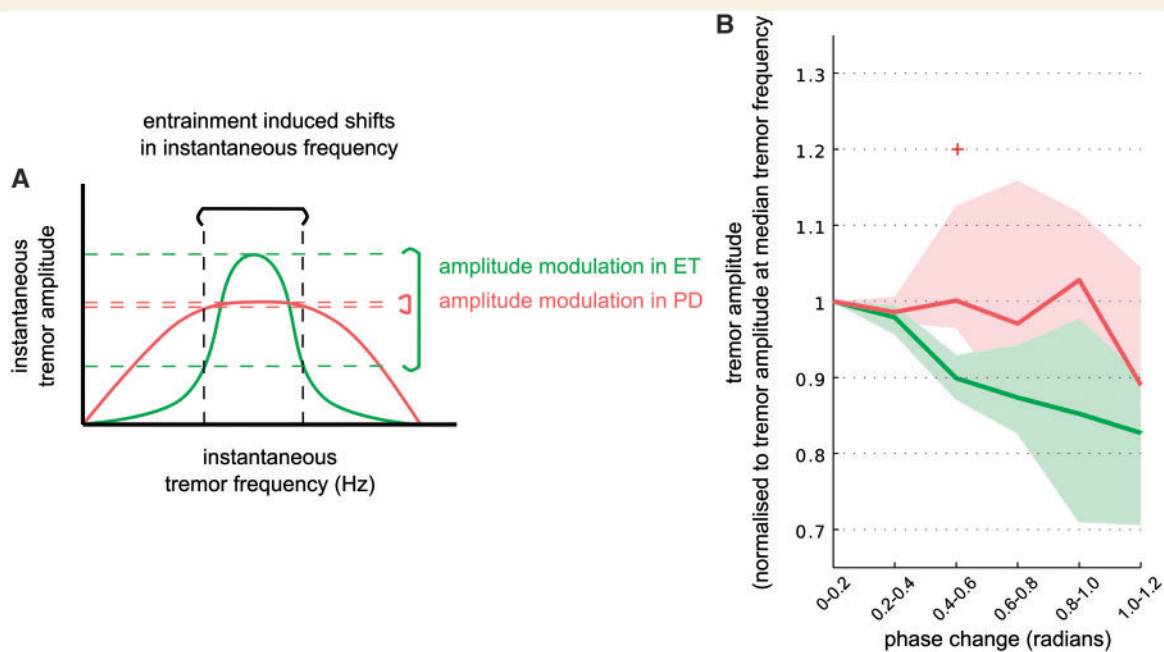 A
entrainment induced shifts
in instantaneous frequency
instantaneous
tremor amplitude
amplitude modulation in ET
amplitude modulation in PD
instantaneous
tremor frequency (Hz)
B
tremor amplitude
(normalised to tremor amplitude at median tremor frequency
1.3
1.2
1.1
1
0.9
0.8
0.7
0-0.2
0.2-0.4
0.4-0.6
0.6-0.8
0.8-1.0
1.0-1.2
phase change (radians)